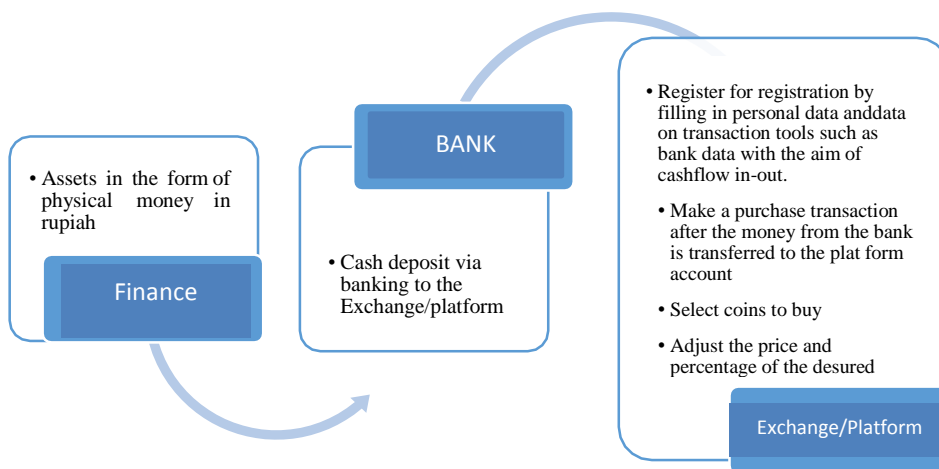 • Assets in the form of
physical money in
rupiah
Finance
BANK
• Cash deposit via
banking to the
Exchange/platform
• Register for registration by
filling in personal data anddata
on transaction tools such as
bank data with the aim of
cashflow in-out.
• Make a purchase transaction
after the money from the bank
is transferred to the plat form
account
• Select coins to buy
• Adjust the price and
percentage of the desured
Exchange/Platform